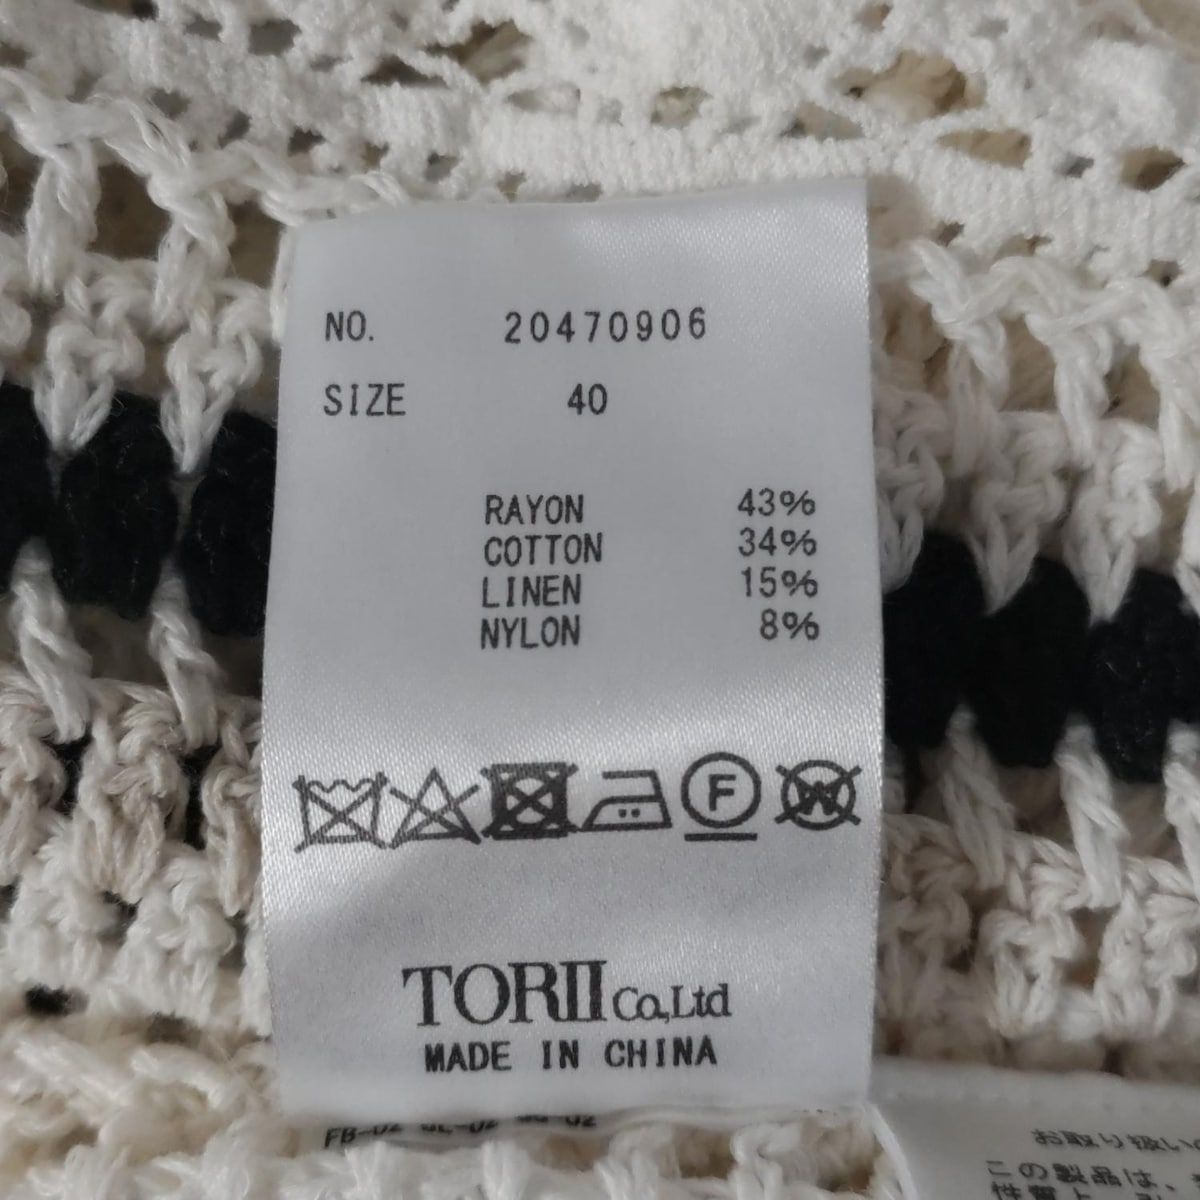 NO. 20470906
SIZE 40
RAYON 43%
COTTON 34%
LINEN 15%
NYLON 8%
F
W
TORII Co,Ltd
MADE IN CHINA
お取り扱い
この製品は、